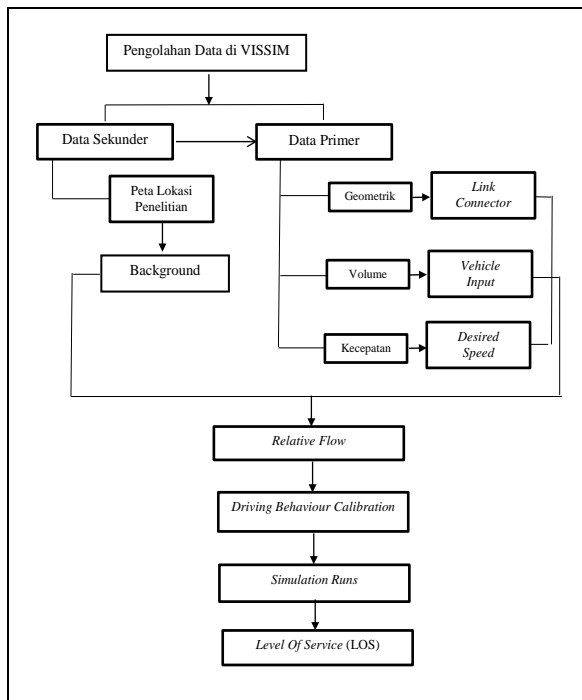 Pengolahan Data di VISSIM
Data Sekunder
Data Primer
Peta Lokasi
Penelitian
Background
Geometrik
Link
Connector
Volume
Vehicle
Input
Kecepatan
Desired
Speed
Relative Flow
Driving Behaviour Calibration
Simulation Runs
Level Of Service (LOS)